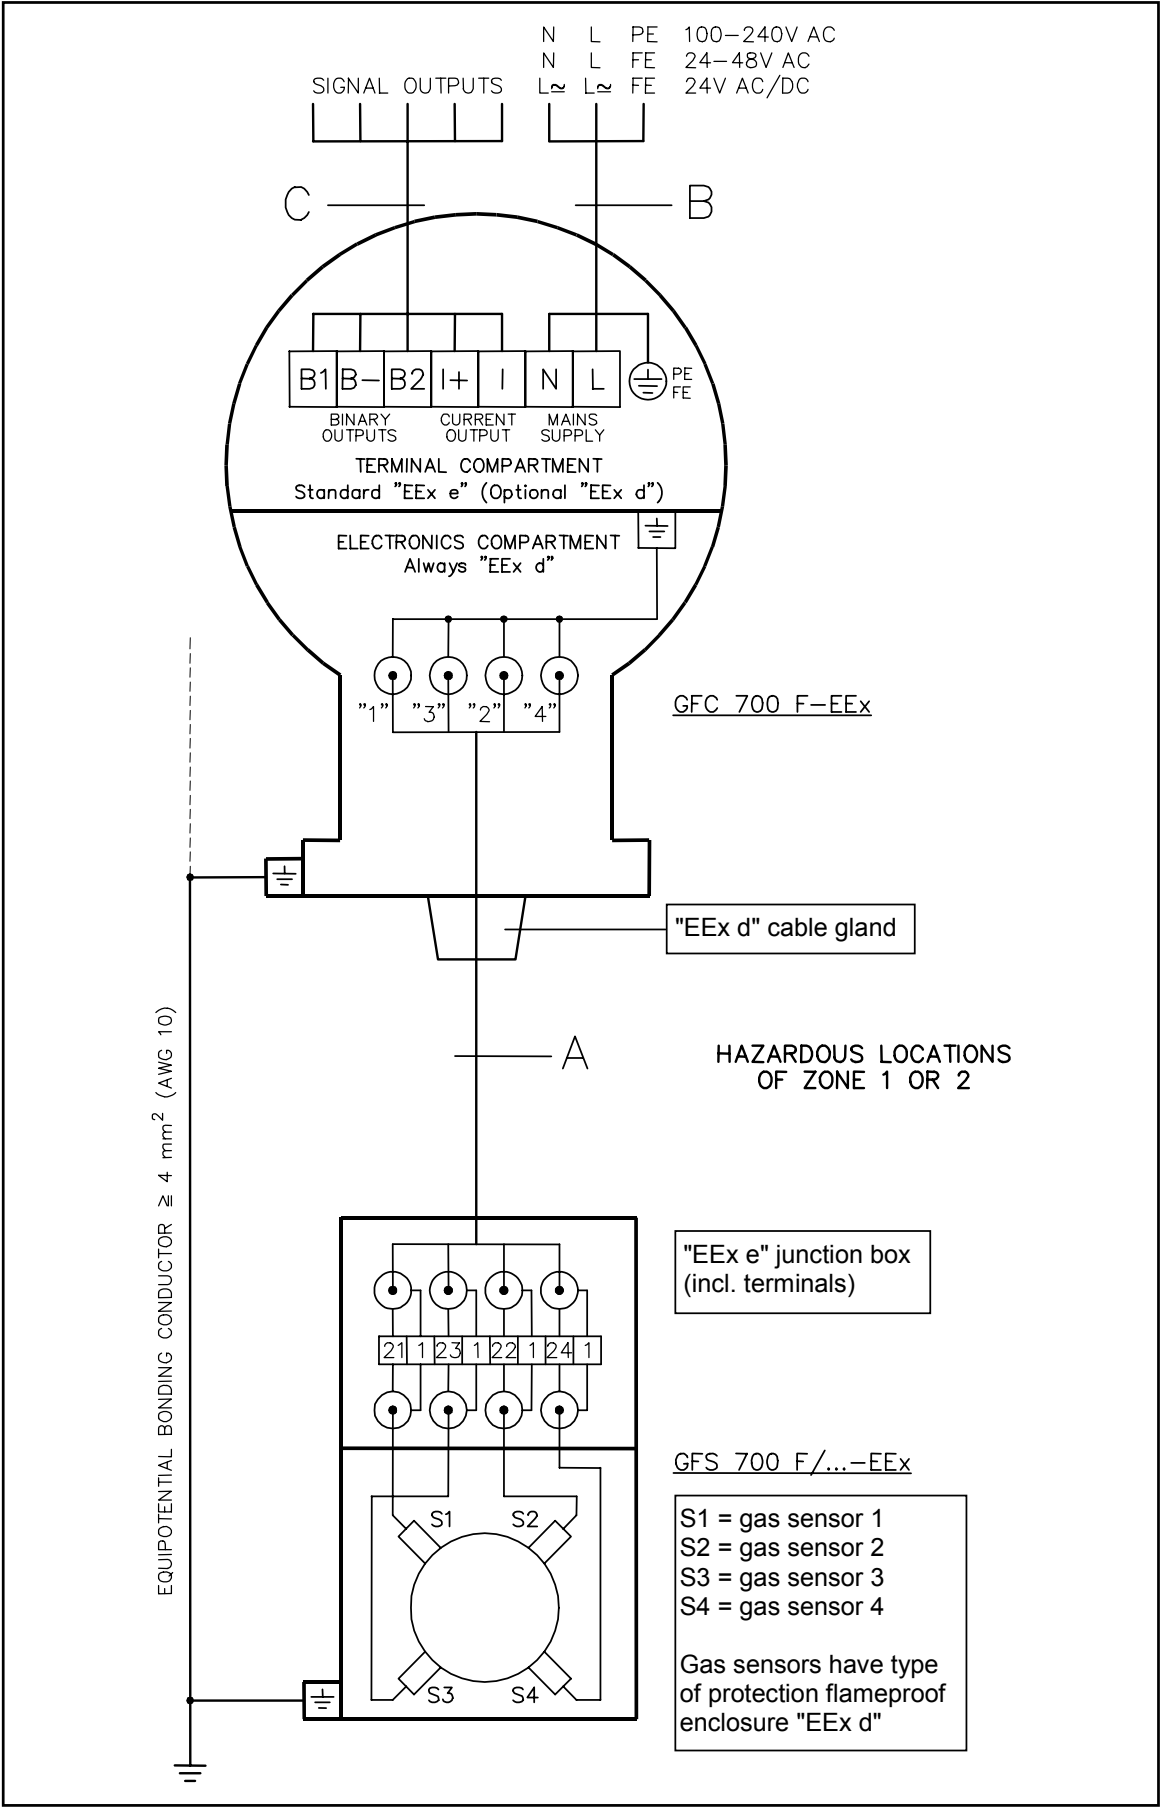 N L PE 100-240V AC
N L FE 24-48V AC
L≃ L≃ FE 24V AC/DC
SIGNAL OUTPUTS
C
B
B1 B- B2 I+ I N L
PE
FE
BINARY
OUTPUTS
CURRENT
OUTPUT
MAINS
SUPPLY
TERMINAL COMPARTMENT
Standard "EEx e" (Optional "EEx d")
ELECTRONICS COMPARTMENT
Always "EEx d"
"1" "3" "2" "4"
GFC 700 F-EEx
"EEx d" cable gland
A
HAZARDOUS LOCATIONS
OF ZONE 1 OR 2
EQUIPOTENTIAL BONDING CONDUCTOR ≥ 4 mm² (AWG 10)
"EEx e" junction box
(incl. terminals)
21 1 23 1 22 1 24 1
GFS 700 F/...-EEx
S1 S2
S3 S4
S1 = gas sensor 1
S2 = gas sensor 2
S3 = gas sensor 3
S4 = gas sensor 4
Gas sensors have type
of protection flameproof
enclosure "EEx d"